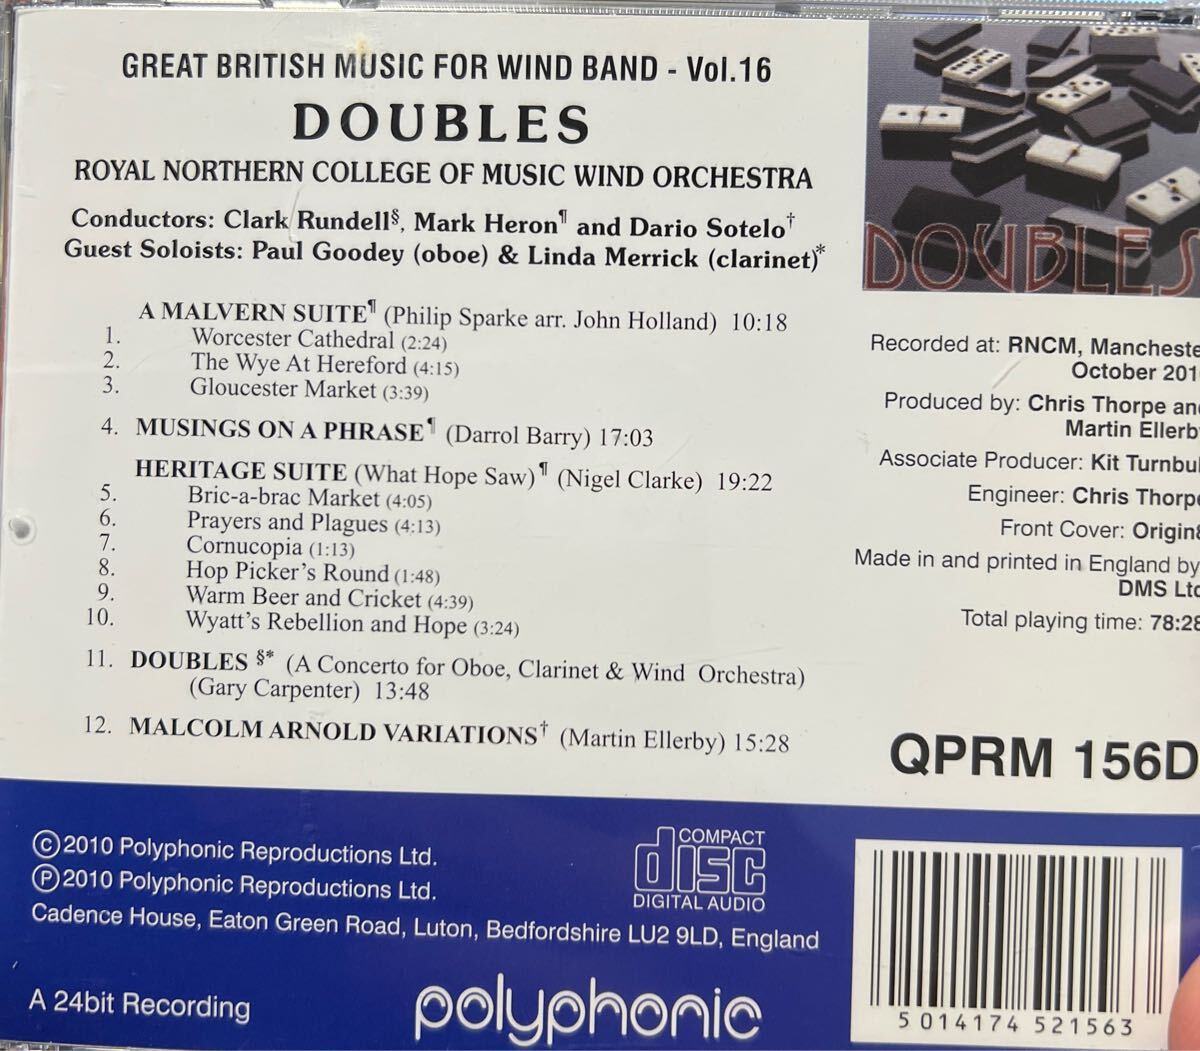 GREAT BRITISH MUSIC FOR WIND BAND - Vol.16
DOUBLES
ROYAL NORTHERN COLLEGE OF MUSIC WIND ORCHESTRA
Conductors: Clark Rundell§, Mark Heron¶ and Dario Sotelo†
Guest Soloists: Paul Goodey (oboe) & Linda Merrick (clarinet)*
A MALVERN SUITE¶ (Philip Sparke arr. John Holland) 10:18
1. Worcester Cathedral (2:24)
2. The Wye At Hereford (4:15)
3. Gloucester Market (3:39)
4. MUSINGS ON A PHRASE¶ (Darrol Barry) 17:03
HERITAGE SUITE (What Hope Saw)¶ (Nigel Clarke) 19:22
5. Bric-a-brac Market (4:05)
6. Prayers and Plagues (4:13)
7. Cornucopia (1:13)
8. Hop Picker's Round (1:48)
9. Warm Beer and Cricket (4:39)
10. Wyatt's Rebellion and Hope (3:24)
11. DOUBLES §* (A Concerto for Oboe, Clarinet & Wind Orchestra)
(Gary Carpenter) 13:48
12. MALCOLM ARNOLD VARIATIONS† (Martin Ellerby) 15:28
DOUBLES
Recorded at: RNCM, Mancheste
October 201
Produced by: Chris Thorpe an
Martin Ellerb
Associate Producer: Kit Turnbul
Engineer: Chris Thorp
Front Cover: Origin8
Made in and printed in England by
DMS Ltd
Total playing time: 78:28
QPRM 156D
©2010 Polyphonic Reproductions Ltd.
℗2010 Polyphonic Reproductions Ltd.
Cadence House, Eaton Green Road, Luton, Bedfordshire LU2 9LD, England
A 24bit Recording
COMPACT
disc
DIGITAL AUDIO
polyphonic
5 014174 521563